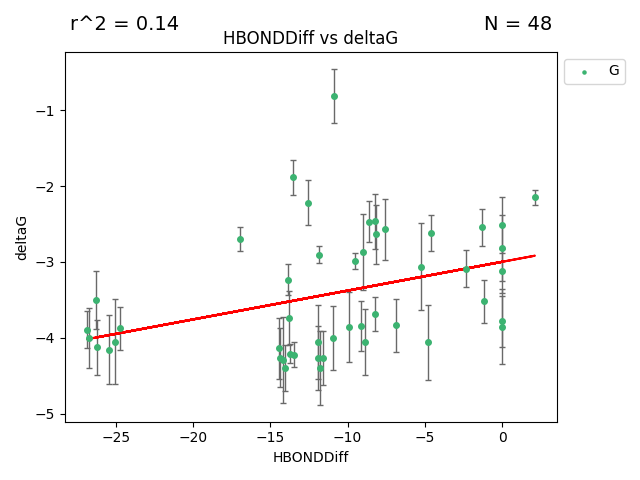 r^2 = 0.14
N = 48
HBONDDiff vs deltaG
G
−1
−2
−3
−4
−5
deltaG
−25
−20
−15
−10
−5
0
HBONDDiff